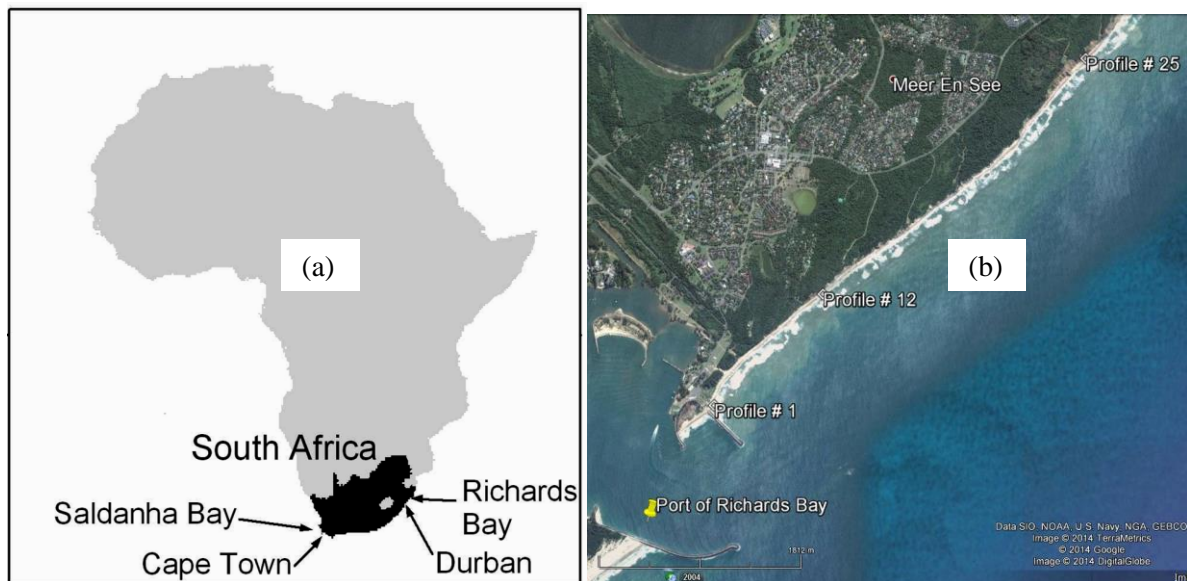 (a)
South Africa
Saldanha Bay
Cape Town
Richards
Bay
Durban
(b)
Profile # 25
Meer En See
Profile # 12
Profile # 1
Port of Richards Bay
Data SIO, NOAA, U.S. Navy, NGA, GEBCO
Image © 2014 TerraMetrics
© 2014 Google
Image © 2014 DigitalGlobe
1812 m
2004